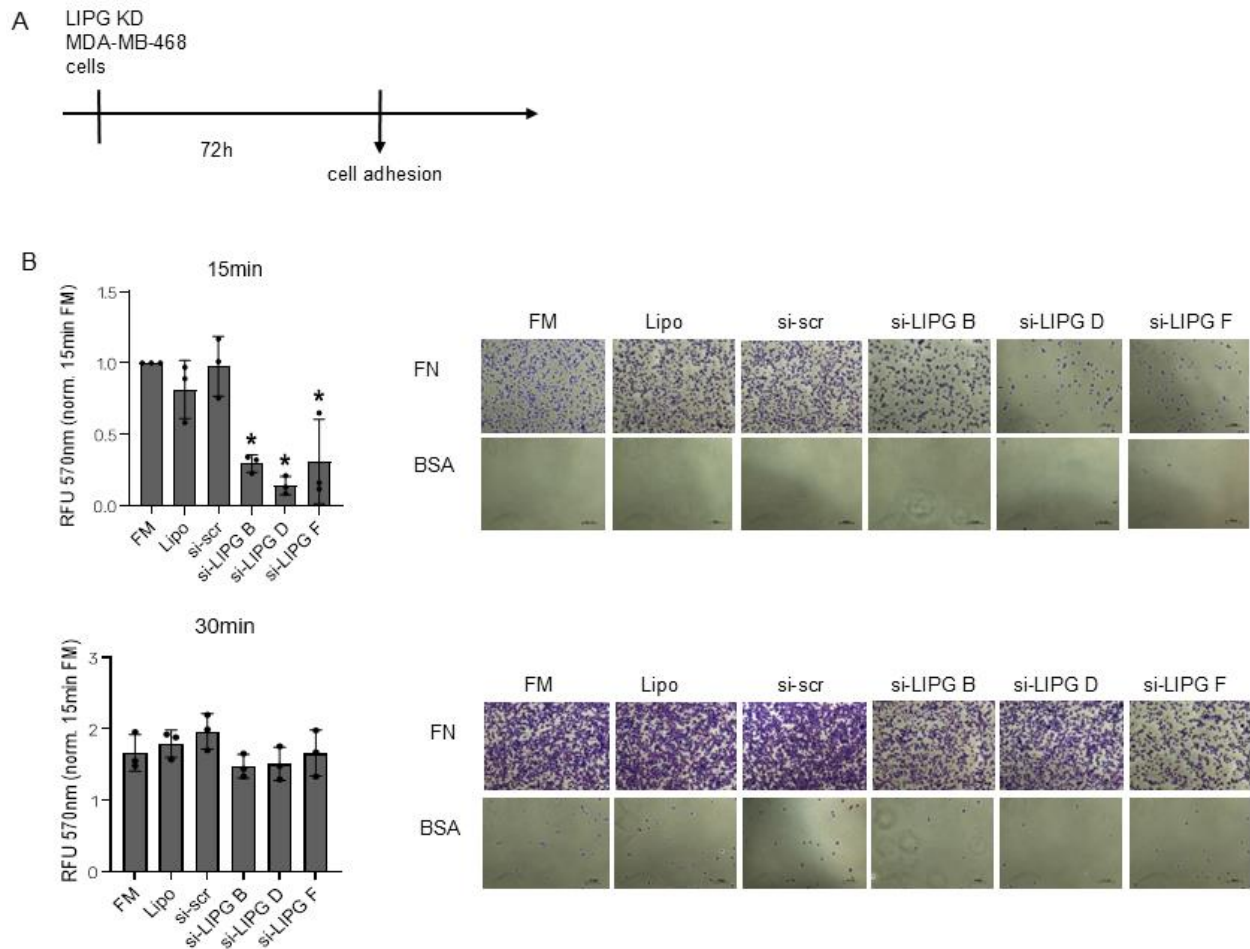 A
LIPG KD
MDA-MB-468
cells
72h
cell adhesion
B
15min
RFU 570nm (norm. 15min FM)
1.5
1.0
0.5
0.0
* * *
FM Lipo si-scr si-LIPG B si-LIPG D si-LIPG F
FM Lipo si-scr si-LIPG B si-LIPG D si-LIPG F
FN
BSA
30min
RFU 570nm (norm. 15min FM)
3
2
1
0
FM Lipo si-scr si-LIPG B si-LIPG D si-LIPG F
FM Lipo si-scr si-LIPG B si-LIPG D si-LIPG F
FN
BSA